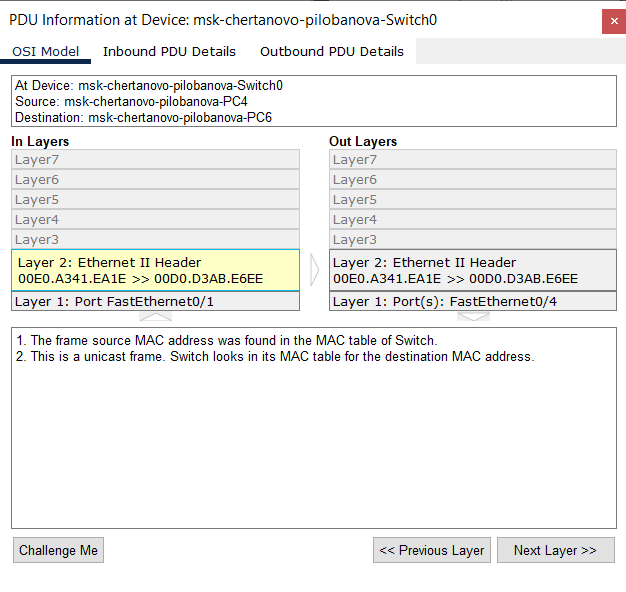 PDU Information at Device: msk-chertanovo-pilobanova-Switch0
OSI Model Inbound PDU Details Outbound PDU Details
At Device: msk-chertanovo-pilobanova-Switch0
Source: msk-chertanovo-pilobanova-PC4
Destination: msk-chertanovo-pilobanova-PC6
In Layers
Layer7
Layer6
Layer5
Layer4
Layer3
Layer 2: Ethernet II Header
00E0.A341.EA1E >> 00D0.D3AB.E6EE
Layer 1: Port FastEthernet0/1
Out Layers
Layer7
Layer6
Layer5
Layer4
Layer3
Layer 2: Ethernet II Header
00E0.A341.EA1E >> 00D0.D3AB.E6EE
Layer 1: Port(s): FastEthernet0/4
1. The frame source MAC address was found in the MAC table of Switch.
2. This is a unicast frame. Switch looks in its MAC table for the destination MAC address.
Challenge Me << Previous Layer Next Layer >>